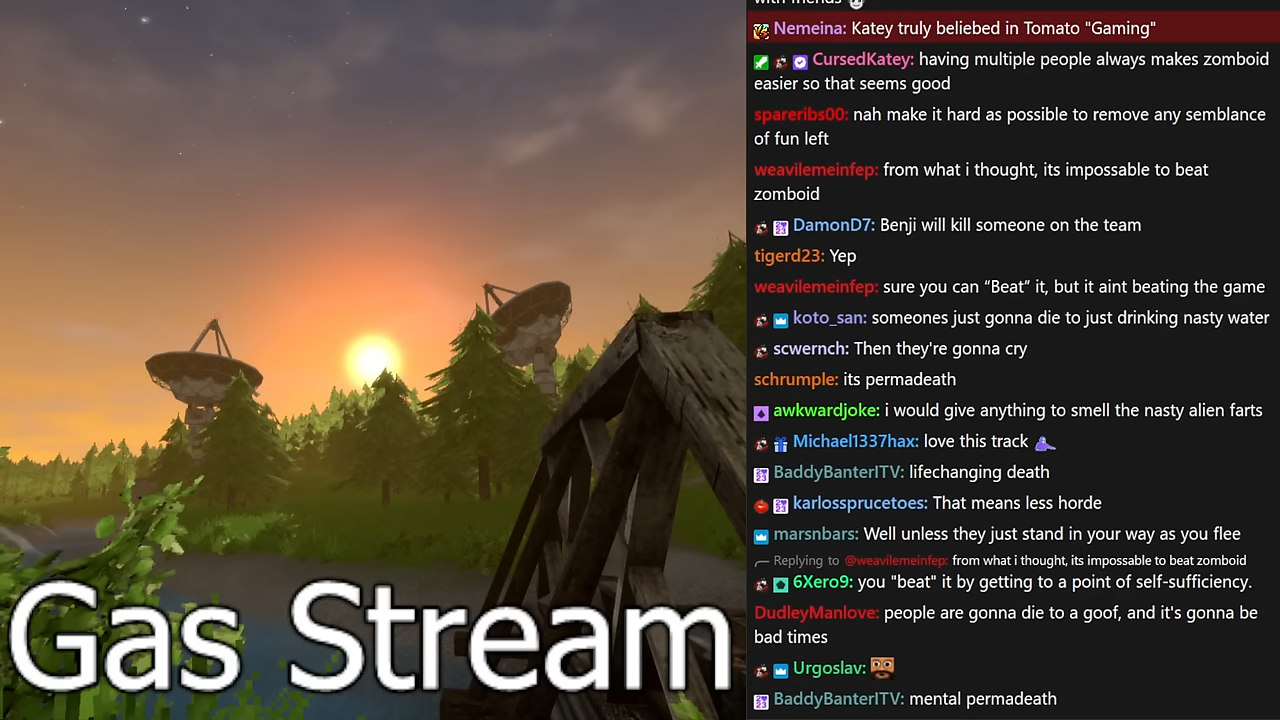 with friends
Nemeina: Katey truly beliebed in Tomato "Gaming"
CursedKatey: having multiple people always makes zomboid
easier so that seems good
spareribs00: nah make it hard as possible to remove any semblance
of fun left
weavilemeinfep: from what i thought, its impossable to beat
zomboid
DamonD7: Benji will kill someone on the team
tigerd23: Yep
weavilemeinfep: sure you can “Beat” it, but it aint beating the game
koto_san: someones just gonna die to just drinking nasty water
scwernch: Then they're gonna cry
schrumple: its permadeath
awkwardjoke: i would give anything to smell the nasty alien farts
Michael1337hax: love this track
BaddyBanterITV: lifechanging death
karlossprucetoes: That means less horde
marsnbars: Well unless they just stand in your way as you flee
Replying to @weavilemeinfep: from what i thought, its impossable to beat zomboid
6Xero9: you "beat" it by getting to a point of self-sufficiency.
DudleyManlove: people are gonna die to a goof, and it's gonna be
bad times
Urgoslav:
BaddyBanterITV: mental permadeath
Gas Stream